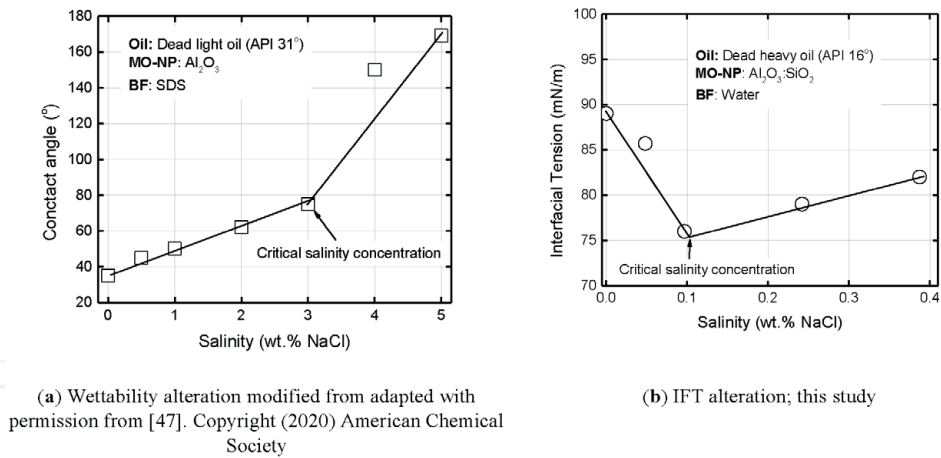 180
160
140
120
100
80
60
40
20
Conctact angle (°)
Oil: Dead light oil (API 31°)
MO-NP: Al₂O₃
BF: SDS
Critical salinity concentration
0 1 2 3 4 5
Salinity (wt.% NaCl)
100
95
90
85
80
75
70
Interfacial Tension (mN/m)
Oil: Dead heavy oil (API 16°)
MO-NP: Al₂O₃:SiO₂
BF: Water
Critical salinity concentration
0.0 0.1 0.2 0.3 0.4
Salinity (wt.% NaCl)
(a) Wettability alteration modified from adapted with
permission from [47]. Copyright (2020) American Chemical
Society
(b) IFT alteration; this study